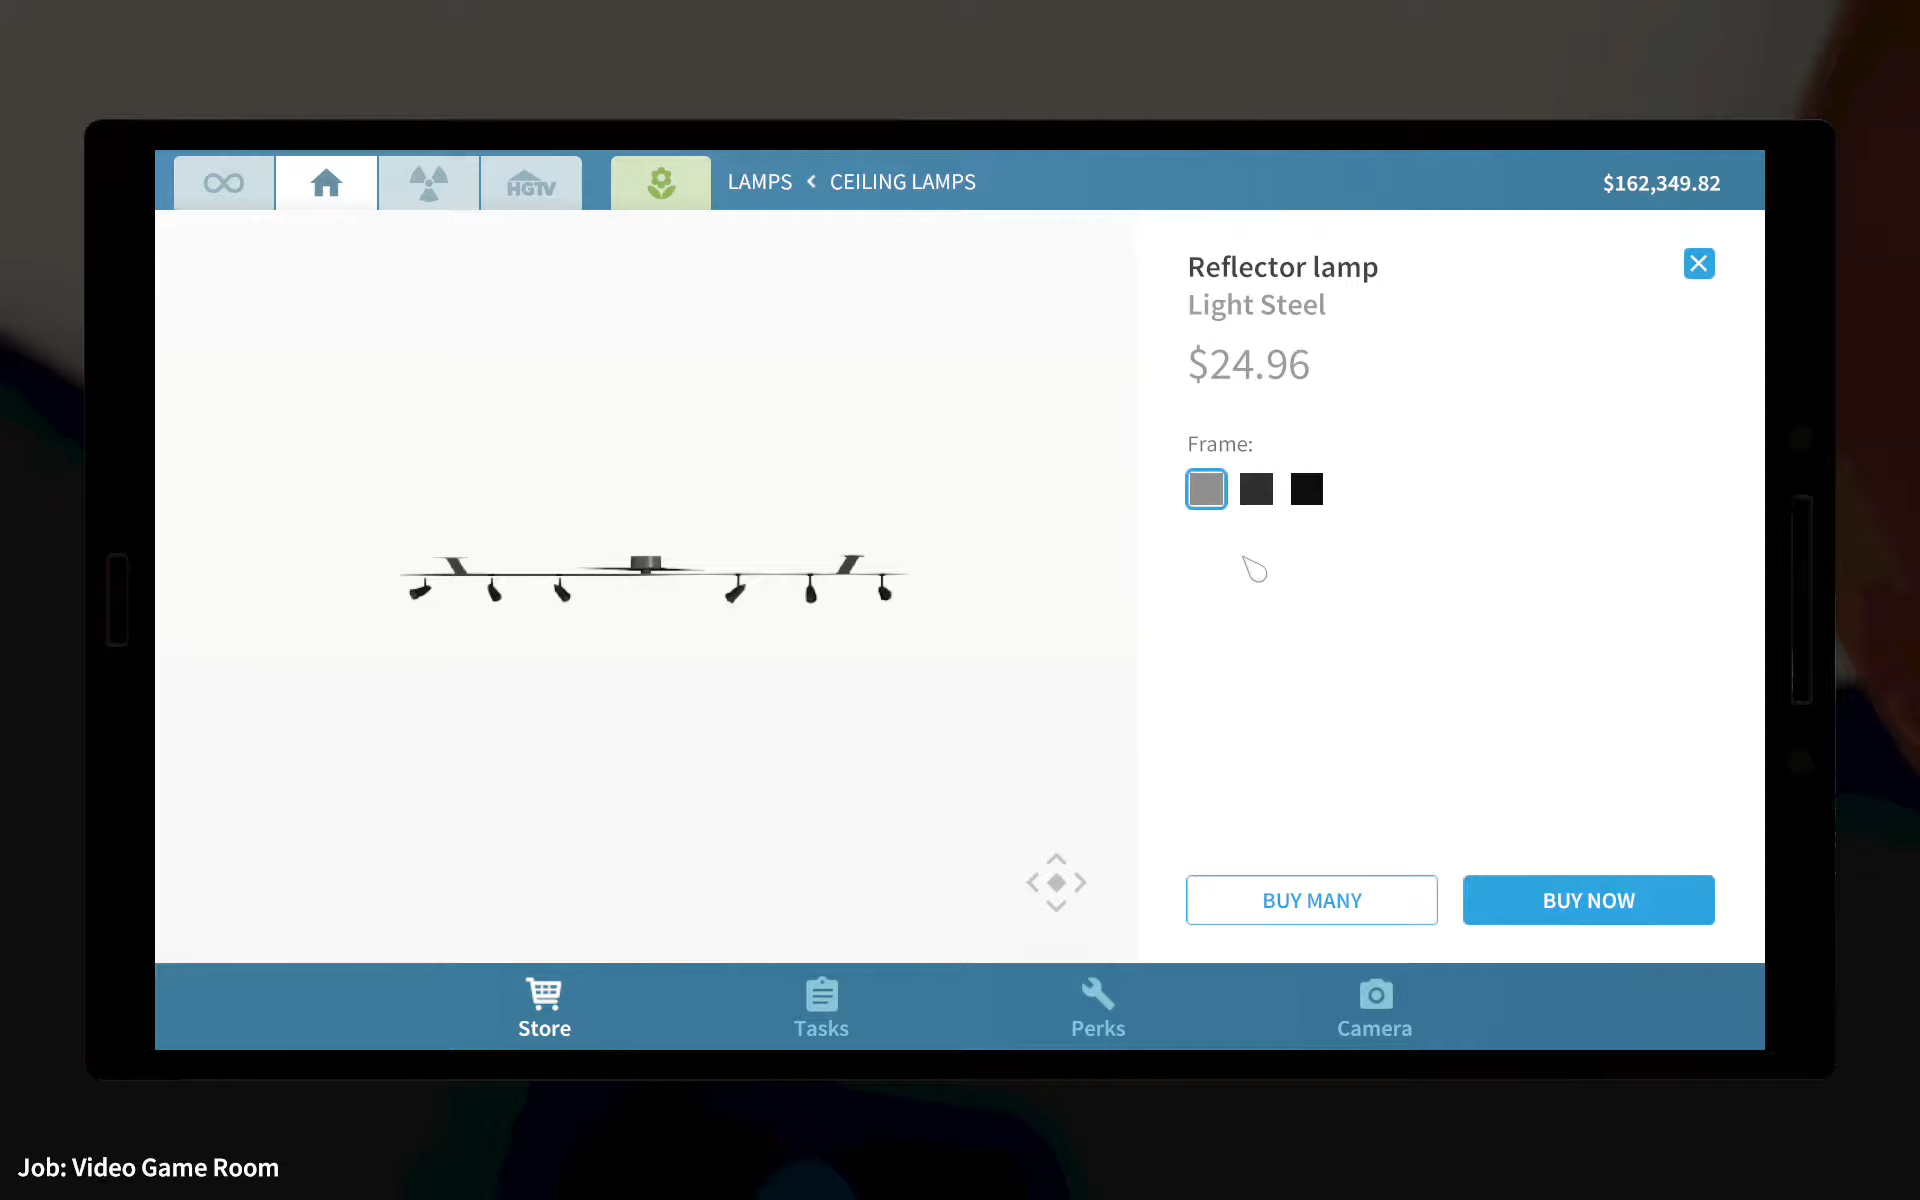 HGTV
LAMPS < CEILING LAMPS
$162,349.82
Reflector lamp
Light Steel
$24.96
Frame:
BUY MANY
BUY NOW
Store
Tasks
Perks
Camera
Job: Video Game Room